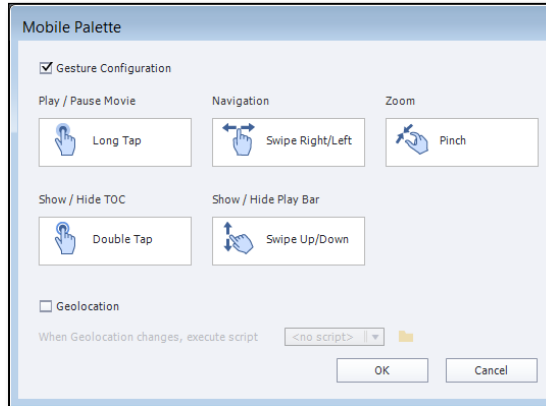 Mobile Palette
Gesture Configuration
Play / Pause Movie
Navigation
Zoom
Long Tap
Swipe Right/Left
Pinch
Show / Hide TOC
Show / Hide Play Bar
Double Tap
Swipe Up/Down
Geolocation
When Geolocation changes, execute script
<no script>
OK
Cancel